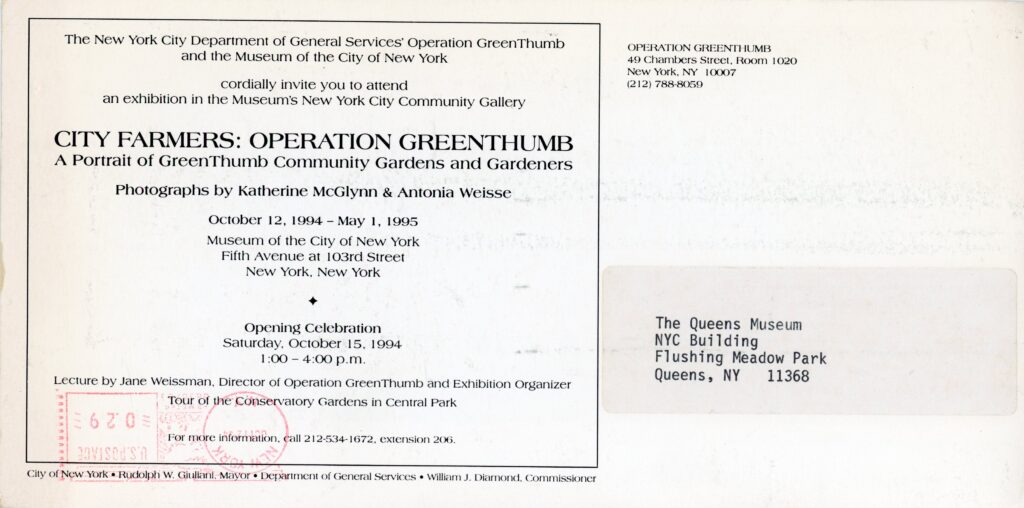 The New York City Department of General Services' Operation GreenThumb
and the Museum of the City of New York
cordially invite you to attend
an exhibition in the Museum's New York City Community Gallery
CITY FARMERS: OPERATION GREENTHUMB
A Portrait of GreenThumb Community Gardens and Gardeners
Photographs by Katherine McGlynn & Antonia Weisse
October 12, 1994 – May 1, 1995
Museum of the City of New York
Fifth Avenue at 103rd Street
New York, New York
✦
Opening Celebration
Saturday, October 15, 1994
1:00 – 4:00 p.m.
Lecture by Jane Weissman, Director of Operation GreenThumb and Exhibition Organizer
Tour of the Conservatory Gardens in Central Park
For more information, call 212-534-1672, extension 206.
City of New York • Rudolph W. Giuliani, Mayor • Department of General Services • William J. Diamond, Commissioner
OPERATION GREENTHUMB
49 Chambers Street, Room 1020
New York, NY 10007
(212) 788-8059
The Queens Museum
NYC Building
Flushing Meadow Park
Queens, NY 11368
0.29
U.S. POSTAGE
NEW YORK